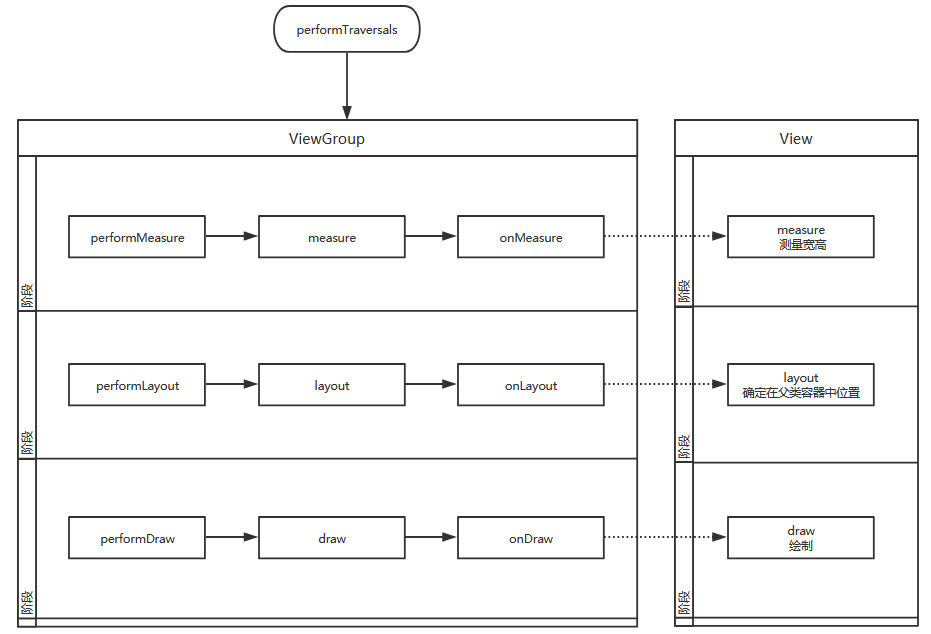 performTraversals
ViewGroup
View
performMeasure
measure
onMeasure
measure
测量宽高
阶段
阶段
performLayout
layout
onLayout
layout
确定在父类容器中位置
阶段
阶段
performDraw
draw
onDraw
draw
绘制
阶段
阶段